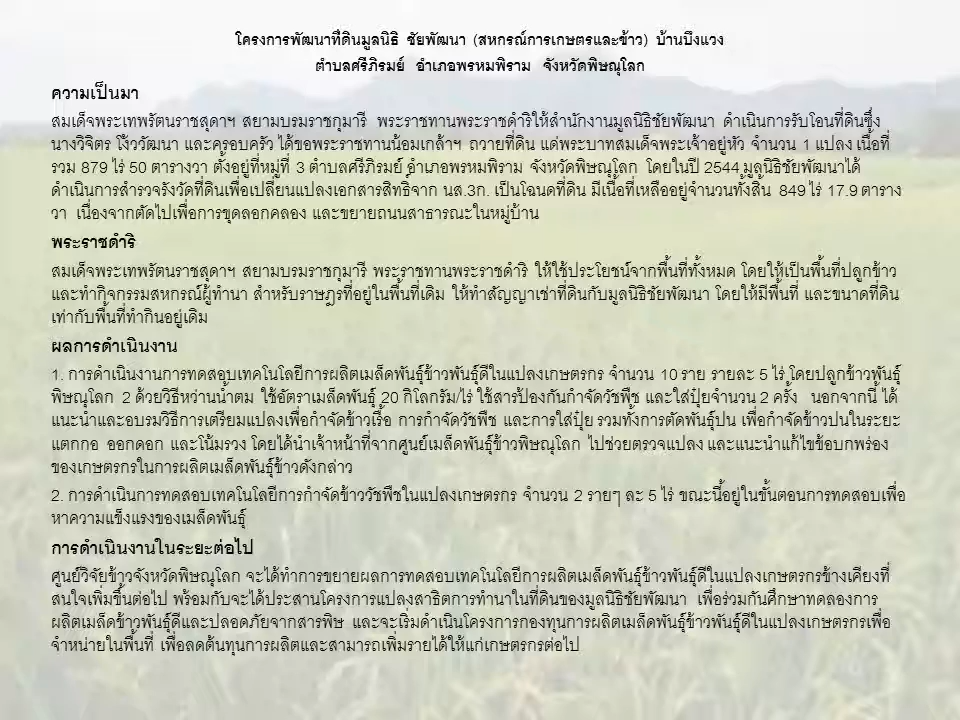 โครงการพัฒนาที่ดินมูลนิธิ ชัยพัฒนา (สหกรณ์การเกษตรและข้าว) บ้านบึงแวง
ตำบลศรีภิรมย์ อำเภอพรหมพิราม จังหวัดพิษณุโลก
ความเป็นมา
สมเด็จพระเทพรัตนราชสุดาฯ สยามบรมราชกุมารี พระราชทานพระราชดำริให้สำนักงานมูลนิธิชัยพัฒนา ดำเนินการรับโอนที่ดินซึ่ง
นางวิจิตร โง้ววัฒนา และครอบครัว ได้ขอพระราชทานน้อมเกล้าฯ ถวายที่ดิน แด่พระบาทสมเด็จพระเจ้าอยู่หัว จำนวน 1 แปลง เนื้อที่
รวม 879 ไร่ 50 ตารางวา ตั้งอยู่ที่หมู่ที่ 3 ตำบลศรีภิรมย์ อำเภอพรหมพิราม จังหวัดพิษณุโลก โดยในปี 2544 มูลนิธิชัยพัฒนาได้
ดำเนินการสำรวจรังวัดที่ดินเพื่อเปลี่ยนแปลงเอกสารสิทธิ์จาก นส.3ก. เป็นโฉนดที่ดิน มีเนื้อที่เหลืออยู่จำนวนทั้งสิ้น 849 ไร่ 17.9 ตาราง
วา เนื่องจากตัดไปเพื่อการขุดลอกคลอง และขยายถนนสาธารณะในหมู่บ้าน
พระราชดำริ
สมเด็จพระเทพรัตนราชสุดาฯ สยามบรมราชกุมารี พระราชทานพระราชดำริ ให้ใช้ประโยชน์จากพื้นที่ทั้งหมด โดยให้เป็นพื้นที่ปลูกข้าว
และทำกิจกรรมสหกรณ์ผู้ทำนา สำหรับราษฎรที่อยู่ในพื้นที่เดิม ให้ทำสัญญาเช่าที่ดินกับมูลนิธิชัยพัฒนา โดยให้มีพื้นที่ และขนาดที่ดิน
เท่ากับพื้นที่ทำกินอยู่เดิม
ผลการดำเนินงาน
1. การดำเนินงานการทดสอบเทคโนโลยีการผลิตเมล็ดพันธุ์ข้าวพันธุ์ดีในแปลงเกษตรกร จำนวน 10 ราย รายละ 5 ไร่ โดยปลูกข้าวพันธุ์
พิษณุโลก 2 ด้วยวิธีหว่านน้ำตม ใช้อัตราเมล็ดพันธุ์ 20 กิโลกรัม/ไร่ ใช้สารป้องกันกำจัดวัชพืช และใส่ปุ๋ยจำนวน 2 ครั้ง นอกจากนี้ ได้
แนะนำและอบรมวิธีการเตรียมแปลงเพื่อกำจัดข้าวเรื้อ การกำจัดวัชพืช และการใส่ปุ๋ย รวมทั้งการตัดพันธุ์ปน เพื่อกำจัดข้าวปนในระยะ
แตกกอ ออกดอก และโน้มรวง โดยได้นำเจ้าหน้าที่จากศูนย์เมล็ดพันธุ์ข้าวพิษณุโลก ไปช่วยตรวจแปลง และแนะนำแก้ไขข้อบกพร่อง
ของเกษตรกรในการผลิตเมล็ดพันธุ์ข้าวดังกล่าว
2. การดำเนินการทดสอบเทคโนโลยีการกำจัดข้าววัชพืชในแปลงเกษตรกร จำนวน 2 รายๆ ละ 5 ไร่ ขณะนี้อยู่ในขั้นตอนการทดสอบเพื่อ
หาความแข็งแรงของเมล็ดพันธุ์
การดำเนินงานในระยะต่อไป
ศูนย์วิจัยข้าวจังหวัดพิษณุโลก จะได้ทำการขยายผลการทดสอบเทคโนโลยีการผลิตเมล็ดพันธุ์ข้าวพันธุ์ดีในแปลงเกษตรกรข้างเคียงที่
สนใจเพิ่มขึ้นต่อไป พร้อมกับจะได้ประสานโครงการแปลงสาธิตการทำนาในที่ดินของมูลนิธิชัยพัฒนา เพื่อร่วมกันศึกษาทดลองการ
ผลิตเมล็ดข้าวพันธุ์ดีและปลอดภัยจากสารพิษ และจะเริ่มดำเนินโครงการกองทุนการผลิตเมล็ดพันธุ์ข้าวพันธุ์ดีในแปลงเกษตรกรเพื่อ
จำหน่ายในพื้นที่ เพื่อลดต้นทุนการผลิตและสามารถเพิ่มรายได้ให้แก่เกษตรกรต่อไป